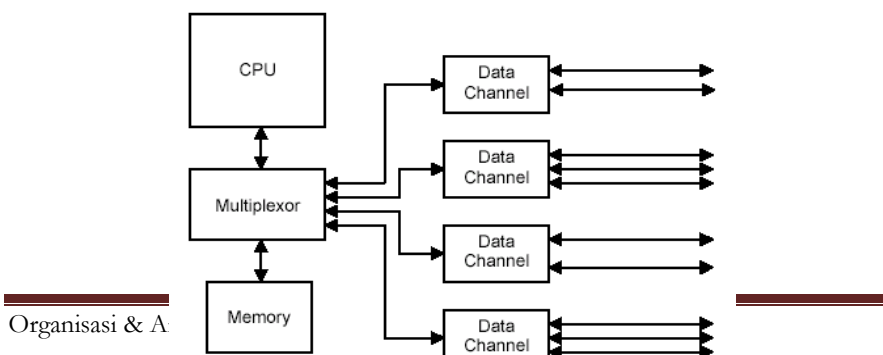 CPU
Data
Channel
Data
Channel
Multiplexor
Data
Channel
Organisasi &
Memory
Data
Channel